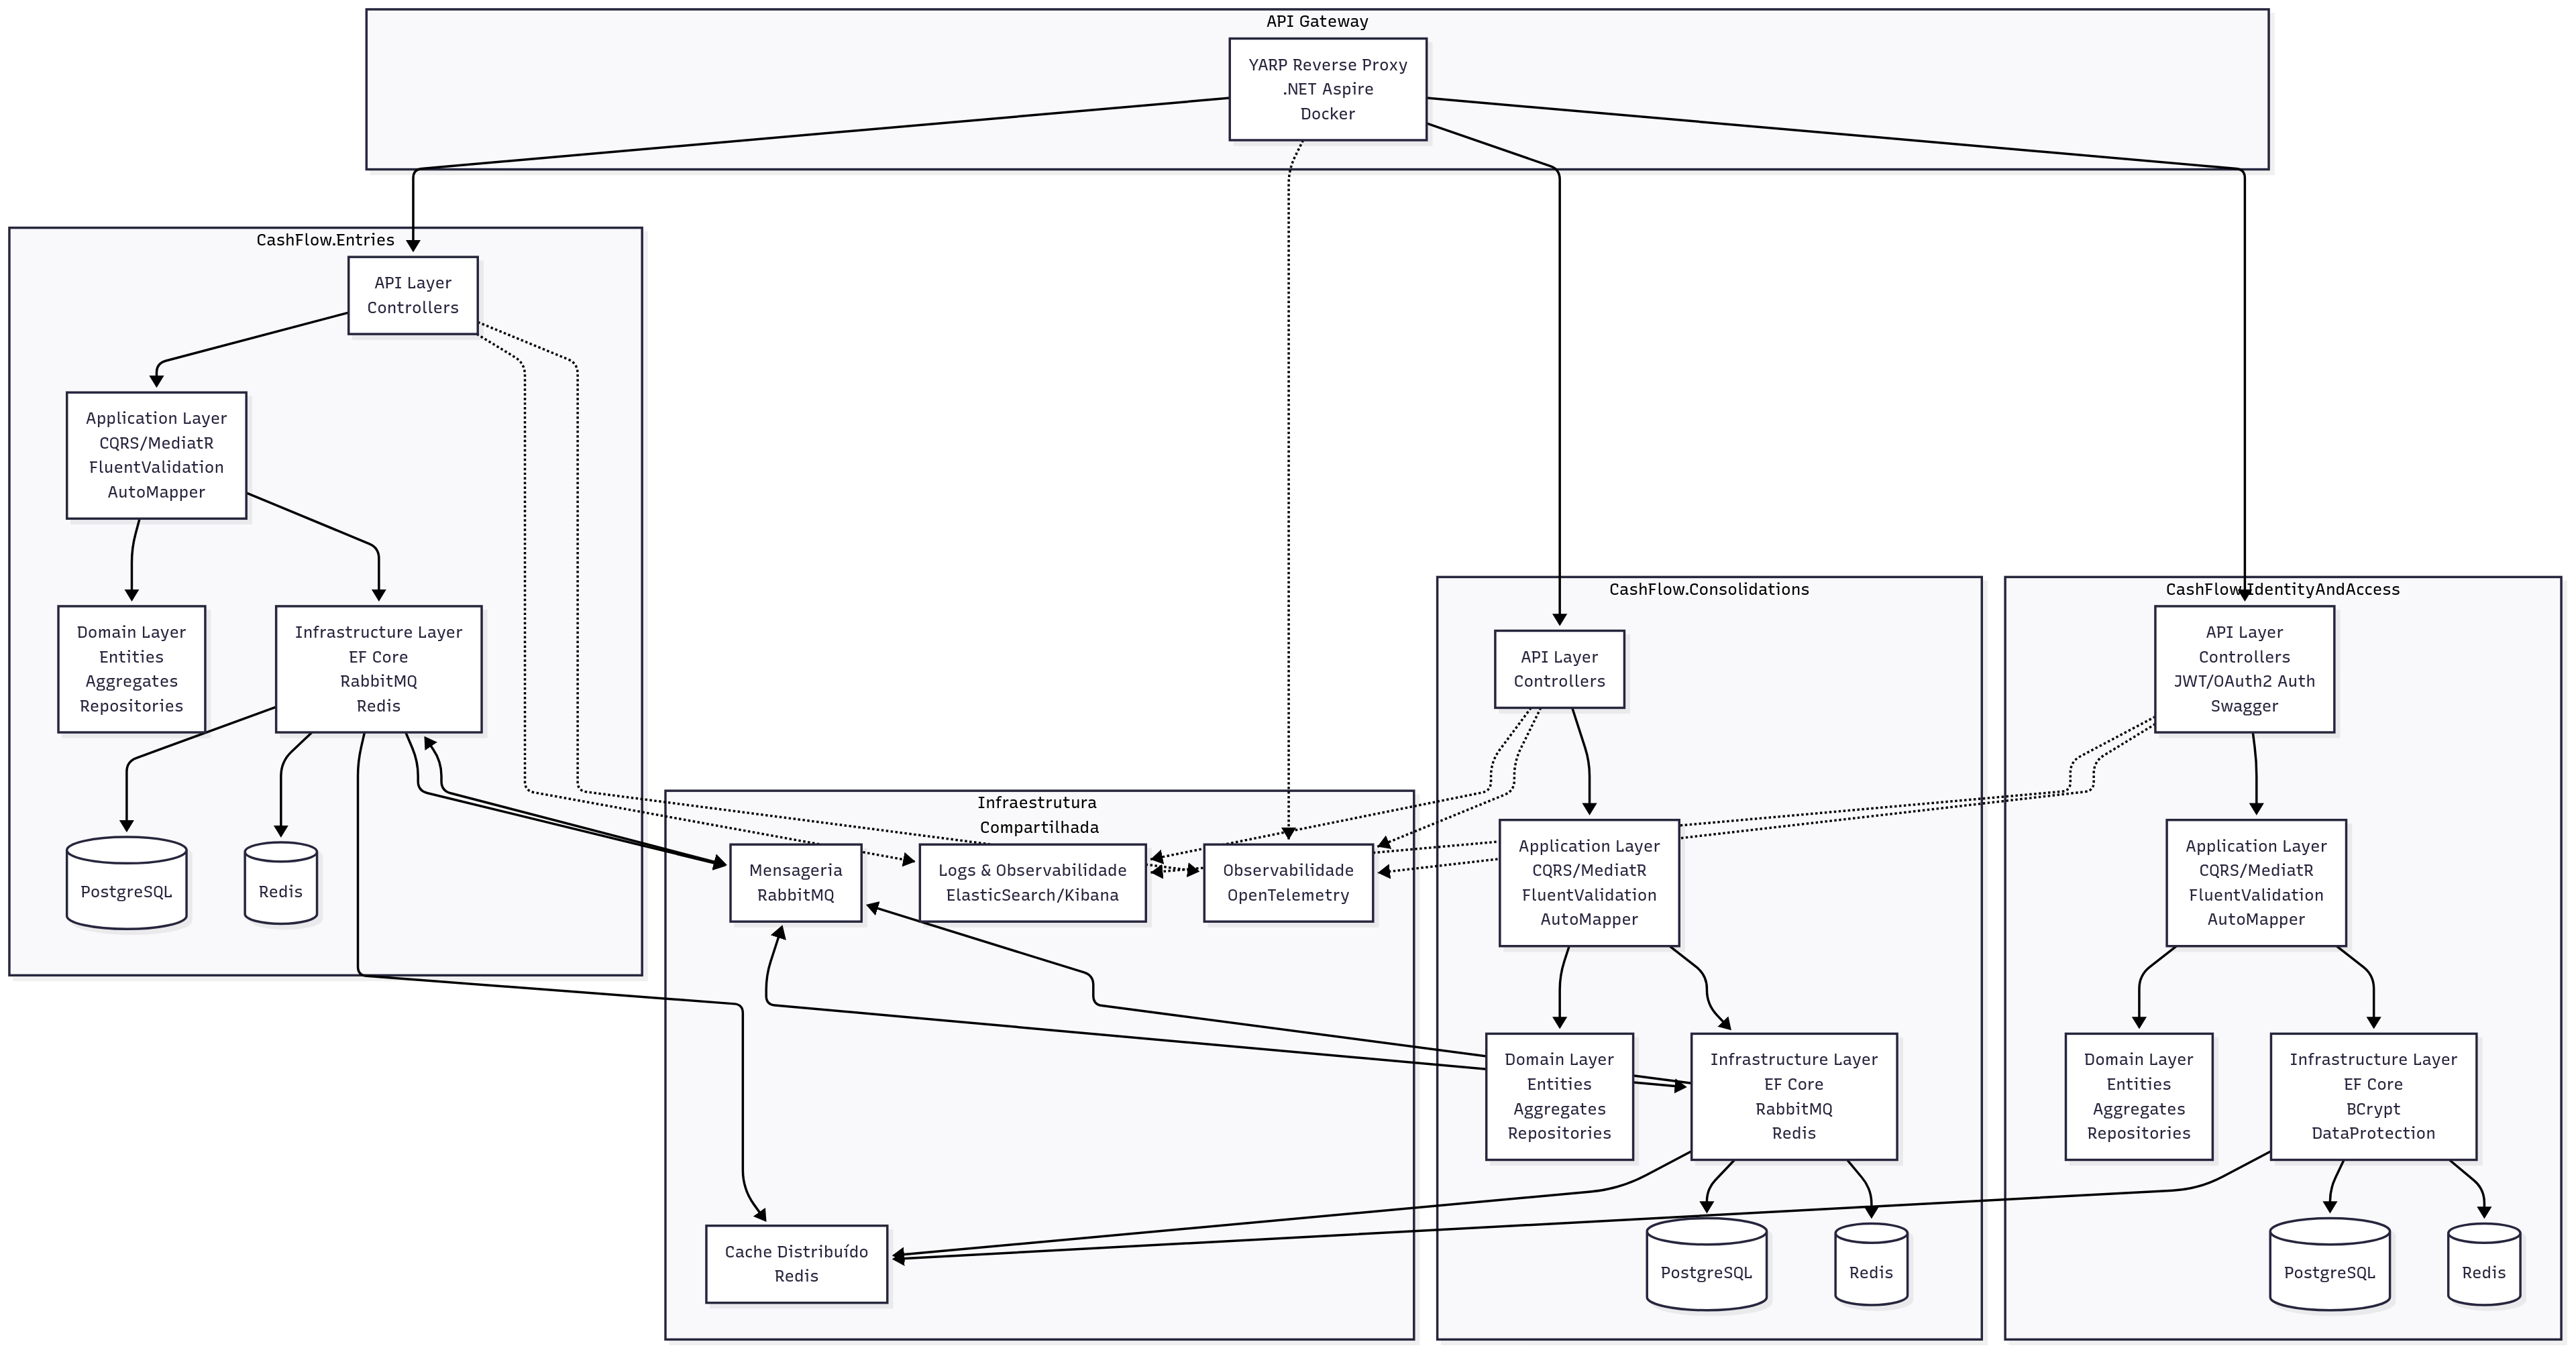 API Gateway
YARP Reverse Proxy
.NET Aspire
Docker
CashFlow.Entries
API Layer
Controllers
Application Layer
CQRS/MediatR
FluentValidation
AutoMapper
Domain Layer
Entities
Aggregates
Repositories
Infrastructure Layer
EF Core
RabbitMQ
Redis
PostgreSQL
Redis
Infraestrutura
Compartilhada
Mensageria
RabbitMQ
Logs & Observabilidade
ElasticSearch/Kibana
Observabilidade
OpenTelemetry
Cache Distribuído
Redis
CashFlow.Consolidations
API Layer
Controllers
Application Layer
CQRS/MediatR
FluentValidation
AutoMapper
Domain Layer
Entities
Aggregates
Repositories
Infrastructure Layer
EF Core
RabbitMQ
Redis
PostgreSQL
Redis
CashFlow.IdentityAndAccess
API Layer
Controllers
JWT/OAuth2 Auth
Swagger
Application Layer
CQRS/MediatR
FluentValidation
AutoMapper
Domain Layer
Entities
Aggregates
Repositories
Infrastructure Layer
EF Core
BCrypt
DataProtection
PostgreSQL
Redis